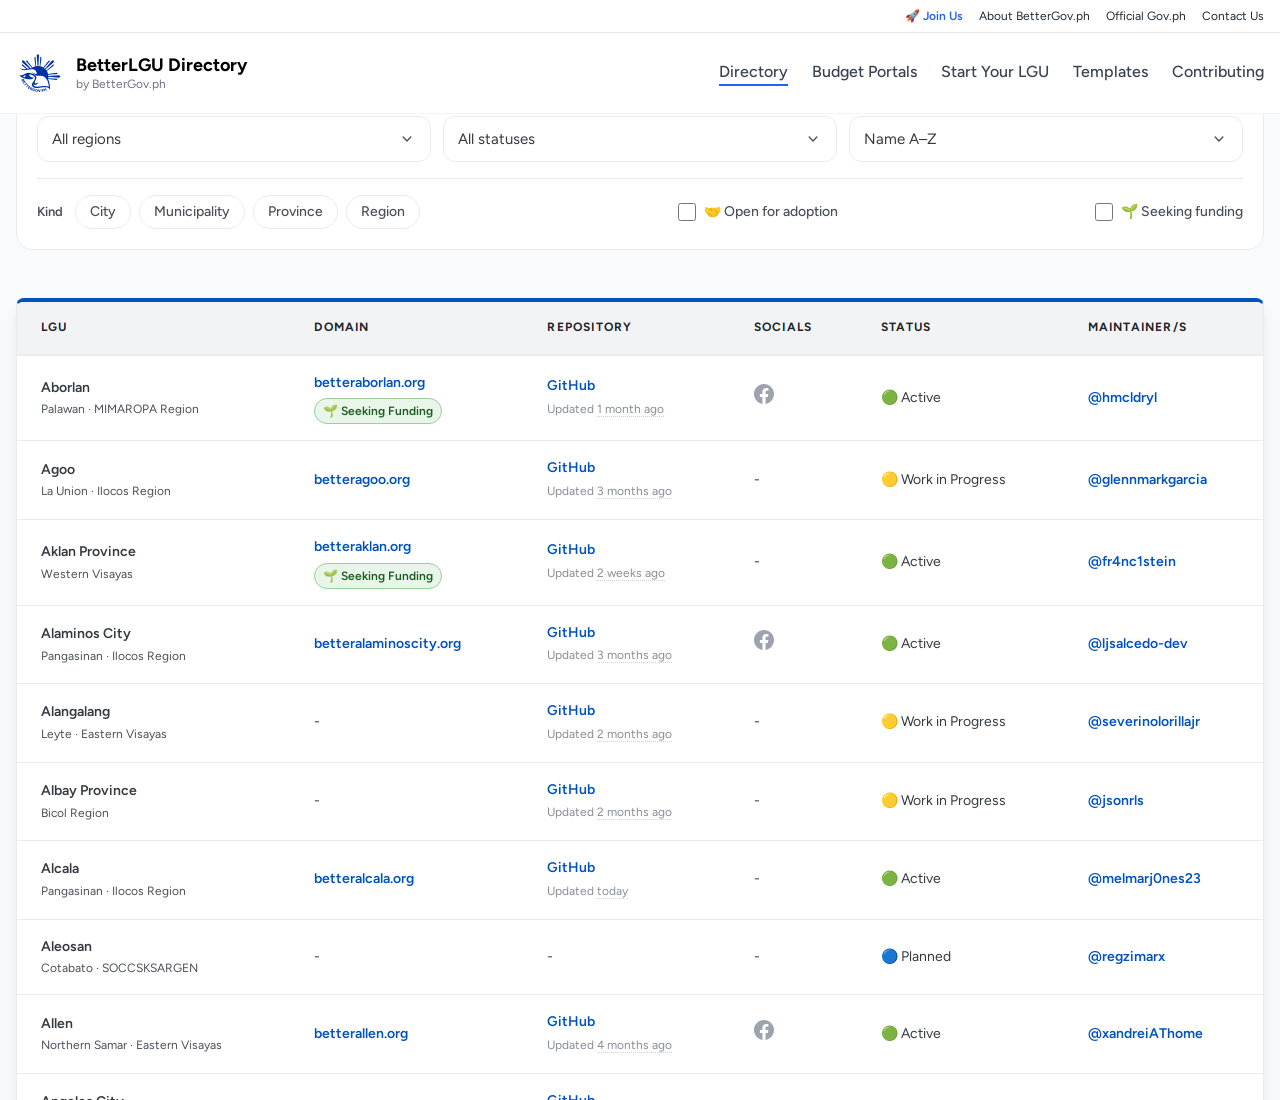 🚀 Join Us About BetterGov.ph Official Gov.ph Contact Us
BetterLGU Directory
by BetterGov.ph
Directory Budget Portals Start Your LGU Templates Contributing
All regions All statuses Name A–Z
Kind City Municipality Province Region 🤝 Open for adoption 🌱 Seeking funding
LGU DOMAIN REPOSITORY SOCIALS STATUS MAINTAINER/S
Aborlan
Palawan · MIMAROPA Region
betteraborlan.org
🌱 Seeking Funding
GitHub
Updated 1 month ago
🟢 Active
@hmcldryl
Agoo
La Union · Ilocos Region
betteragoo.org
GitHub
Updated 3 months ago
-
🟡 Work in Progress
@glennmarkgarcia
Aklan Province
Western Visayas
betteraklan.org
🌱 Seeking Funding
GitHub
Updated 2 weeks ago
-
🟢 Active
@fr4nc1stein
Alaminos City
Pangasinan · Ilocos Region
betteralaminoscity.org
GitHub
Updated 3 months ago
🟢 Active
@ljsalcedo-dev
Alangalang
Leyte · Eastern Visayas
-
GitHub
Updated 2 months ago
-
🟡 Work in Progress
@severinolorillajr
Albay Province
Bicol Region
-
GitHub
Updated 2 months ago
-
🟡 Work in Progress
@jsonrls
Alcala
Pangasinan · Ilocos Region
betteralcala.org
GitHub
Updated today
-
🟢 Active
@melmarj0nes23
Aleosan
Cotabato · SOCCSKSARGEN
-
-
-
🔵 Planned
@regzimarx
Allen
Northern Samar · Eastern Visayas
betterallen.org
GitHub
Updated 4 months ago
🟢 Active
@xandreiAThome
Angeles City
GitHub